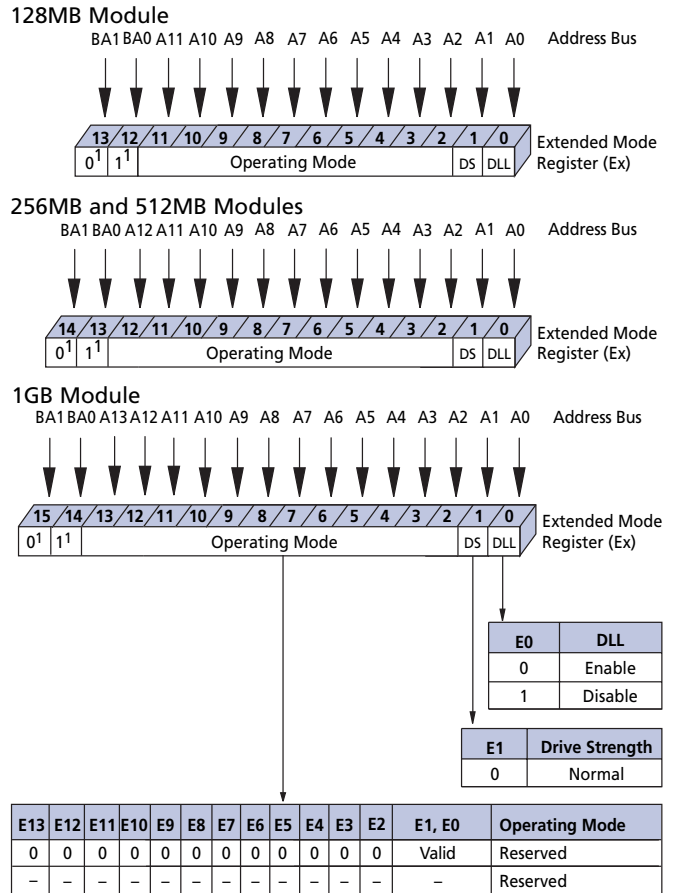 128MB Module
BA1 BA0 A11 A10 A9 A8 A7 A6 A5 A4 A3 A2 A1 A0 Address Bus
13 12 11 10 9 8 7 6 5 4 3 2 1 0 Extended Mode
0¹ 1¹ Operating Mode DS DLL Register (Ex)
256MB and 512MB Modules
BA1 BA0 A12 A11 A10 A9 A8 A7 A6 A5 A4 A3 A2 A1 A0 Address Bus
14 13 12 11 10 9 8 7 6 5 4 3 2 1 0 Extended Mode
0¹ 1¹ Operating Mode DS DLL Register (Ex)
1GB Module
BA1 BA0 A13 A12 A11 A10 A9 A8 A7 A6 A5 A4 A3 A2 A1 A0 Address Bus
15 14 13 12 11 10 9 8 7 6 5 4 3 2 1 0 Extended Mode
0¹ 1¹ Operating Mode DS DLL Register (Ex)
E0 DLL
0 Enable
1 Disable
E1 Drive Strength
0 Normal
E13 E12 E11 E10 E9 E8 E7 E6 E5 E4 E3 E2 E1, E0 Operating Mode
0 0 0 0 0 0 0 0 0 0 0 0 Valid Reserved
– – – – – – – – – – – – – Reserved